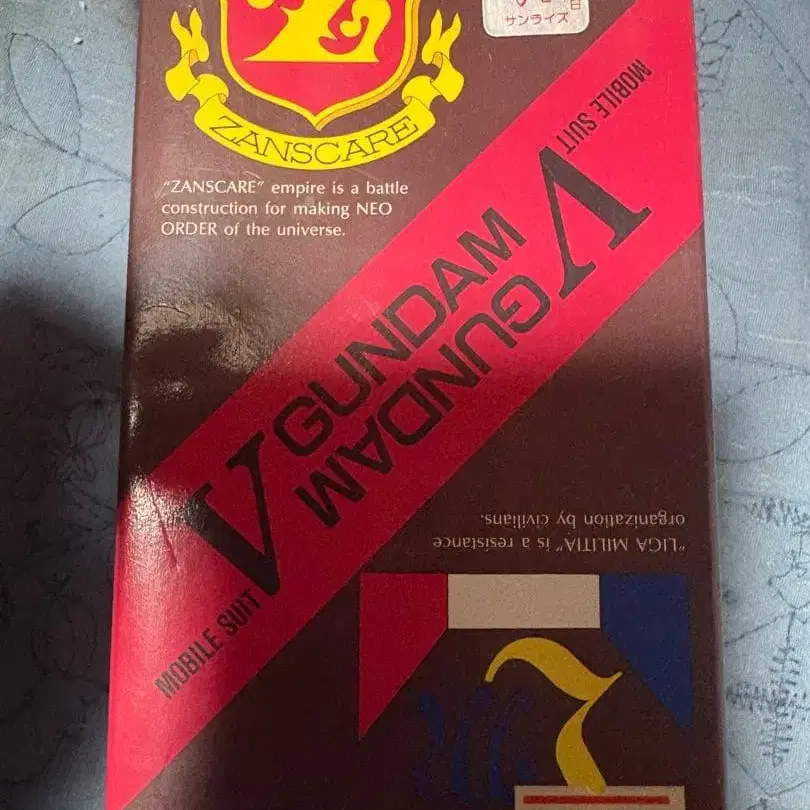 サンライズ
ZANSCARE
"ZANSCARE" empire is a battle
construction for making NEO
ORDER of the universe.
MOBILE SUIT
V GUNDAM
MOBILE SUIT
V GUNDAM
"LIGA MILITIA" is a resistance
organization by civilians.